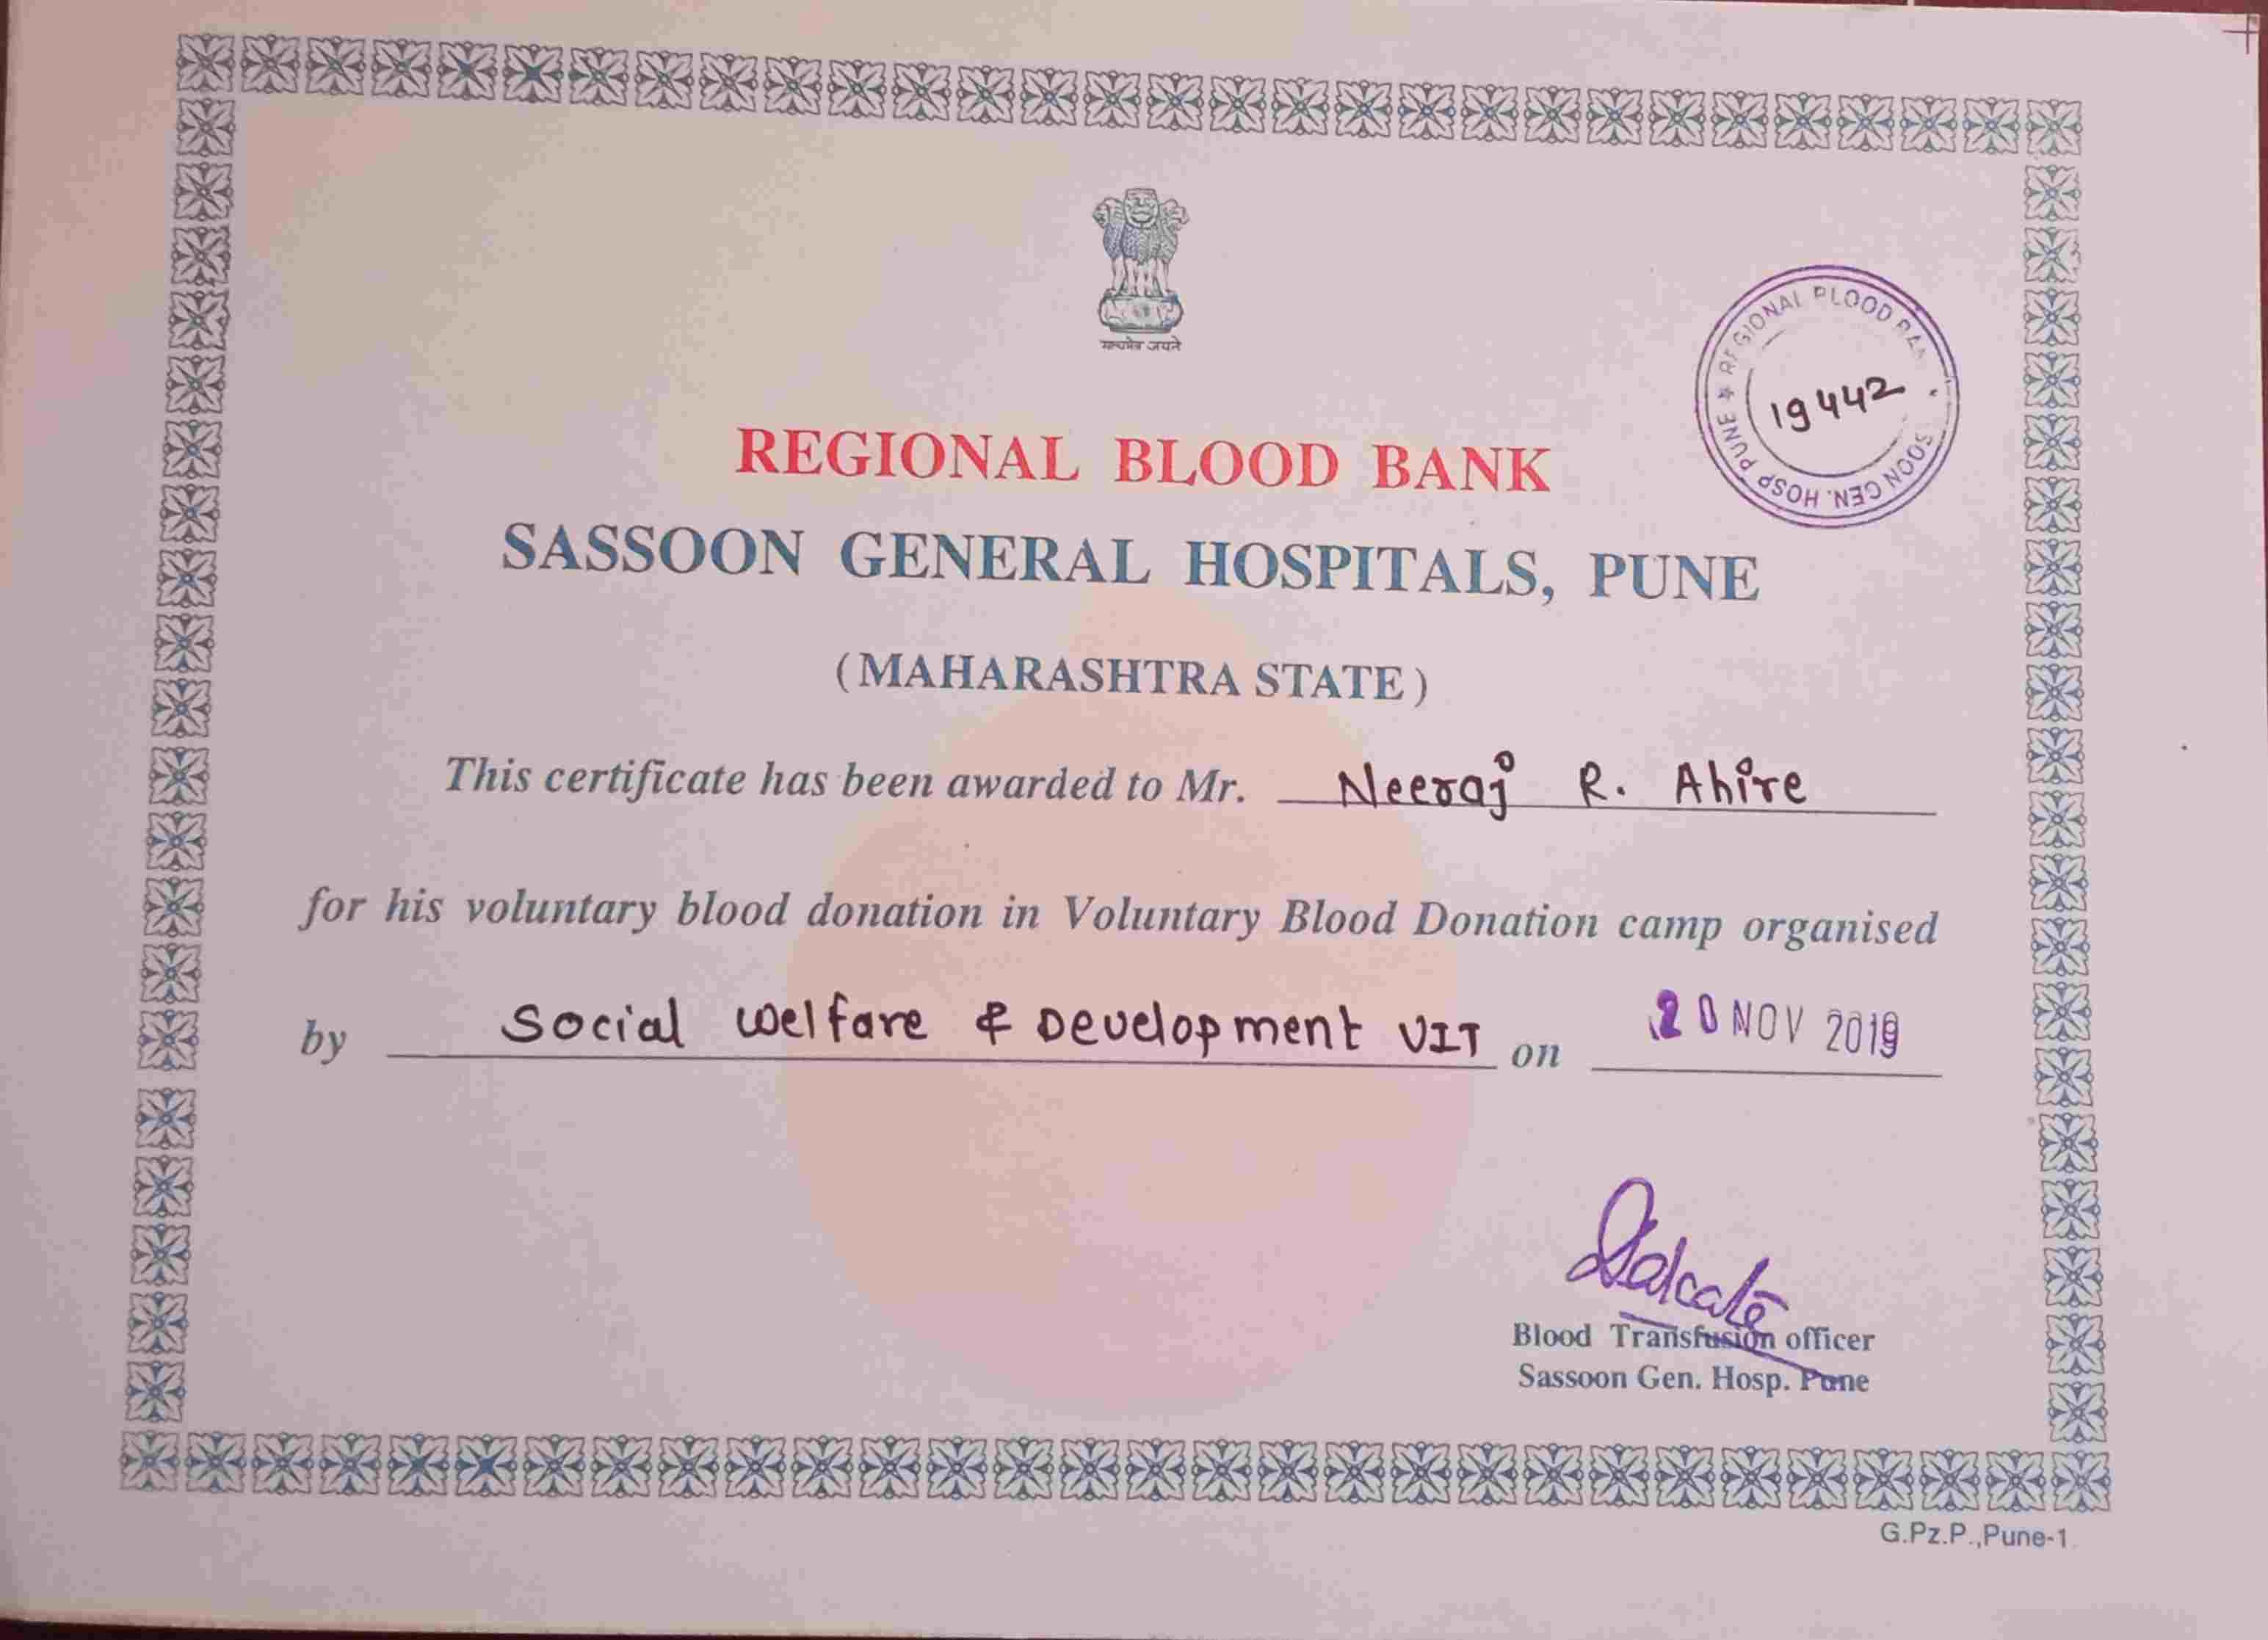 सत्यमेव जयते
REGIONAL BLOOD BANK
SOON GEN. HOSP PUNE
19442
REGIONAL BLOOD BANK
SASSOON GENERAL HOSPITALS, PUNE
(MAHARASHTRA STATE)
This certificate has been awarded to Mr. Neeraj R. Ahire
for his voluntary blood donation in Voluntary Blood Donation camp organised
by Social welfare & Development VIT on 20 NOV 2019
Blood Transfusion officer
Sassoon Gen. Hosp. Pune
G.Pz.P.,Pune-1